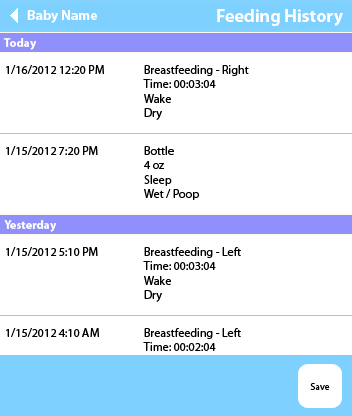 Baby Name
Feeding History
Today
1/16/2012 12:20 PM
Breastfeeding - Right
Time: 00:03:04
Wake
Dry
1/15/2012 7:20 PM
Bottle
4 oz
Sleep
Wet / Poop
Yesterday
1/15/2012 5:10 PM
Breastfeeding - Left
Time: 00:03:04
Wake
Dry
1/15/2012 4:10 AM
Breastfeeding - Left
Time: 00:02:04
Save